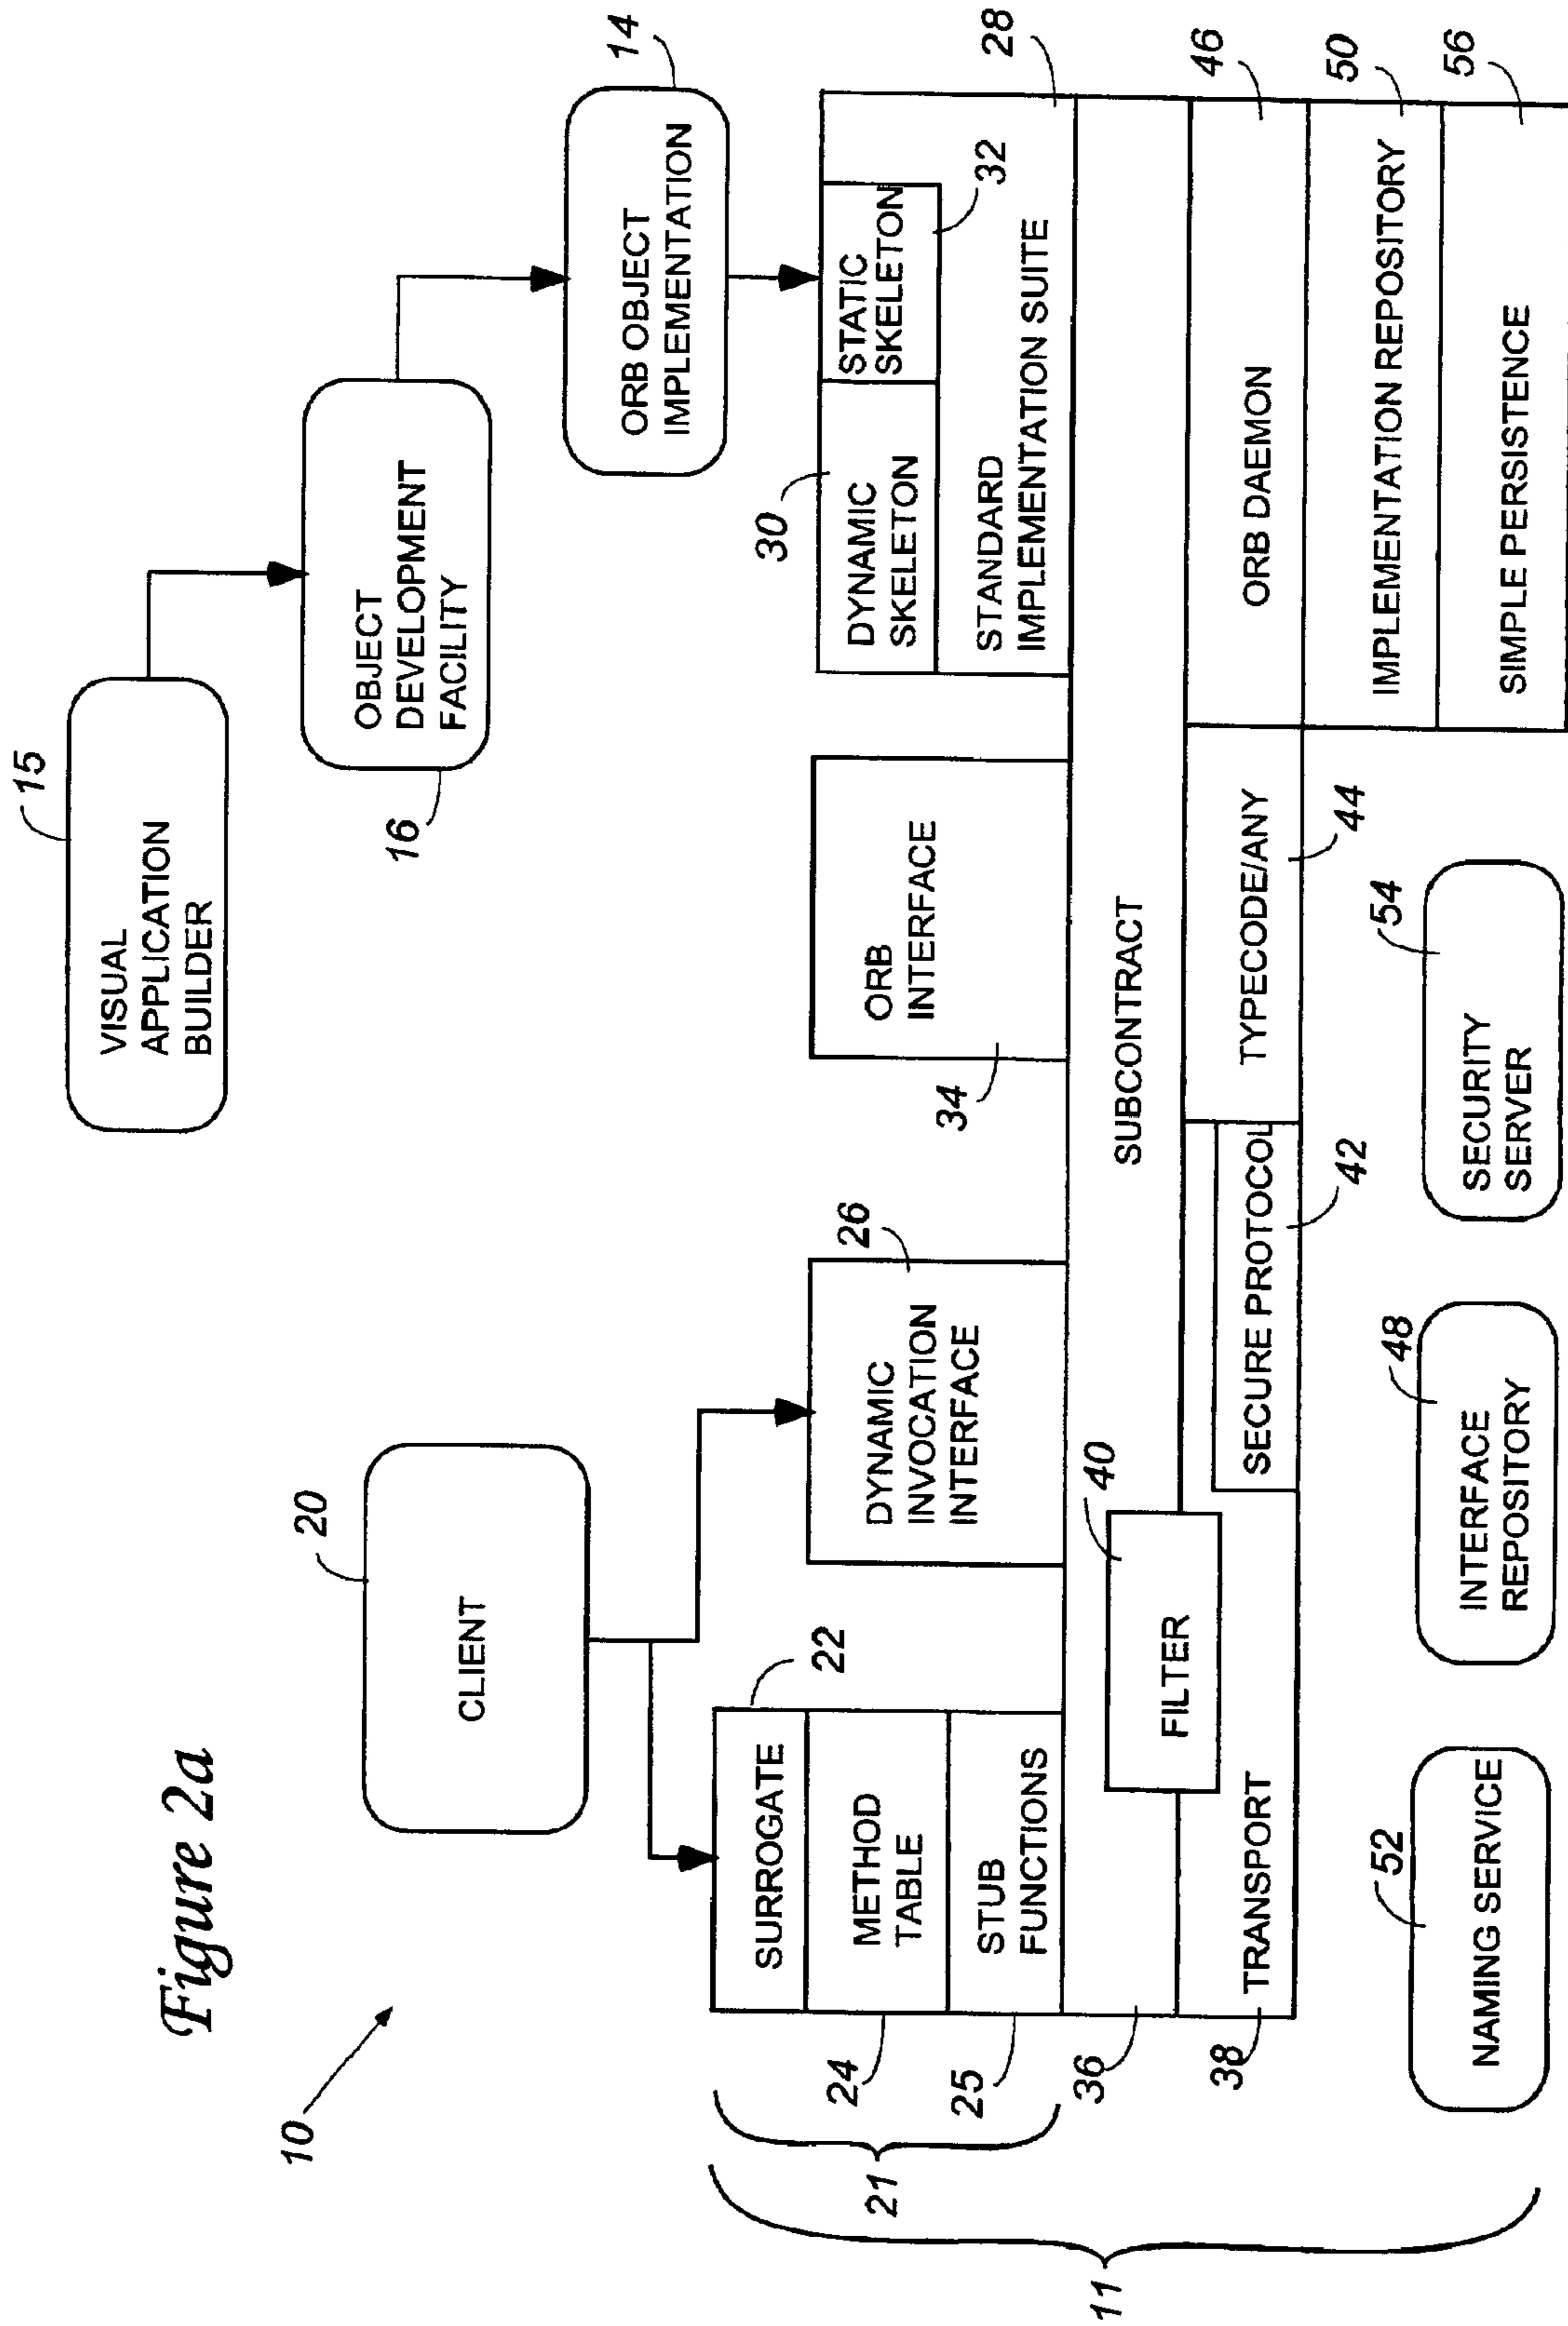 Figure 2a
10
15
VISUAL
APPLICATION
BUILDER
16
OBJECT
DEVELOPMENT
FACILITY
14
ORB OBJECT
IMPLEMENTATION
20
CLIENT
SURROGATE
22
METHOD
TABLE
24
STUB
FUNCTIONS
25
21
11
DYNAMIC
INVOCATION
INTERFACE
26
ORB
INTERFACE
34
30
DYNAMIC
SKELETON
STATIC
SKELETON
32
STANDARD
IMPLEMENTATION SUITE
28
36
SUBCONTRACT
FILTER
40
38
TRANSPORT
SECURE PROTOCOL
42
TYPECODE/ANY
44
ORB DAEMON
46
IMPLEMENTATION REPOSITORY
50
SIMPLE PERSISTENCE
56
52
NAMING SERVICE
48
INTERFACE
REPOSITORY
54
SECURITY
SERVER